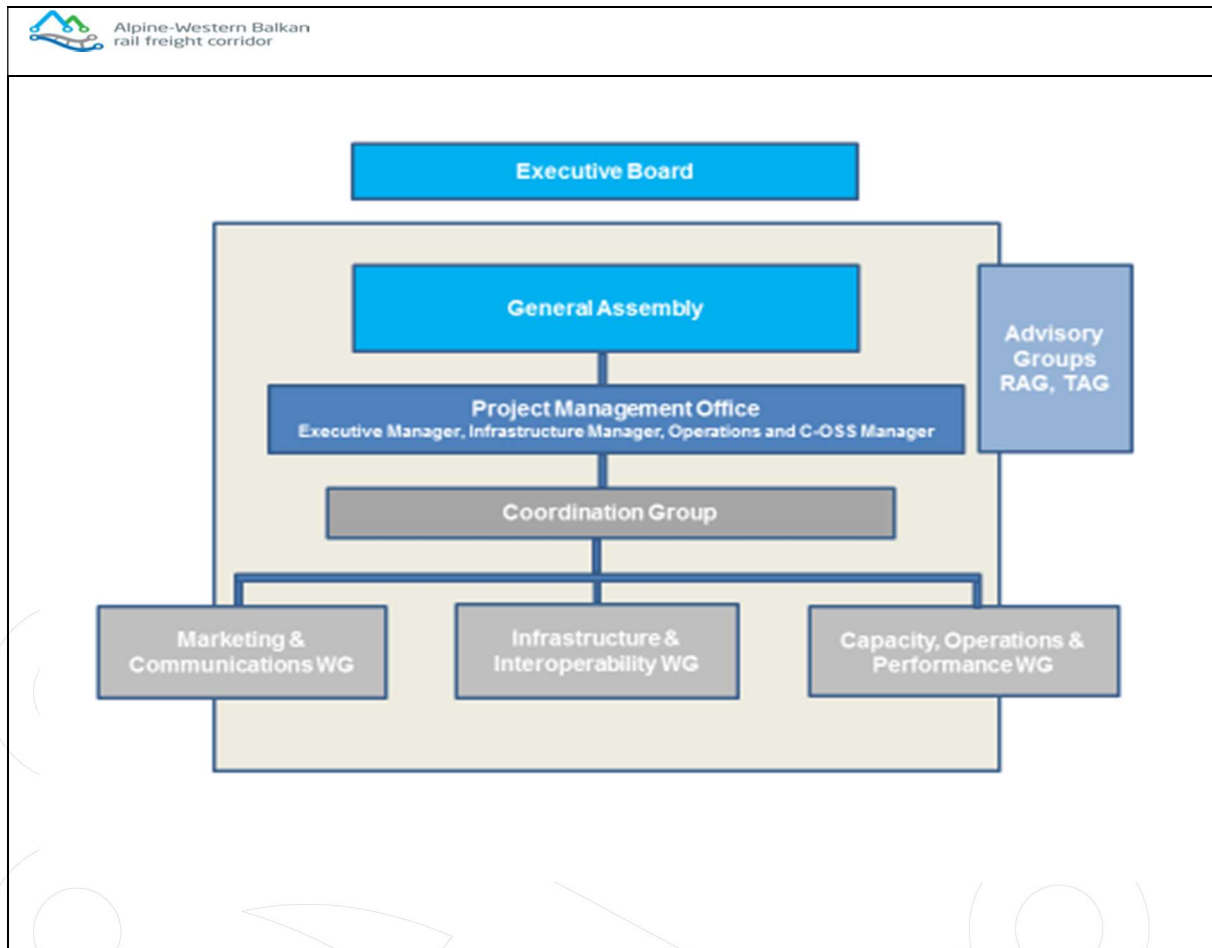 Alpine-Western Balkan
rail freight corridor
Executive Board
General Assembly
Advisory
Groups
RAG, TAG
Project Management Office
Executive Manager, Infrastructure Manager, Operations and C-OSS Manager
Coordination Group
Marketing &
Communications WG
Infrastructure &
Interoperability WG
Capacity, Operations &
Performance WG